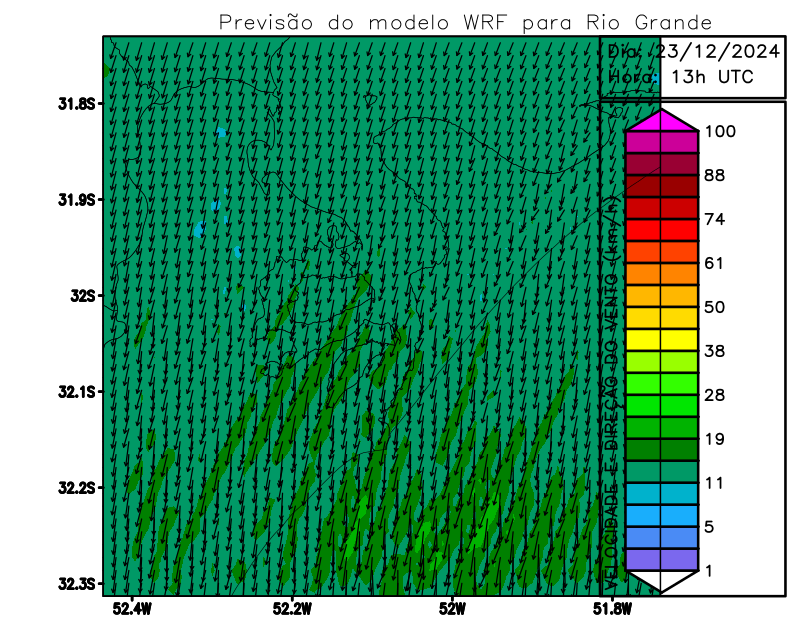 Previsão do modelo WRF para Rio Grande
Dia: 23/12/2024
Hora: 13h UTC
VELOCIDADE E DIREÇÃO DO VENTO (km/h)
100
88
74
61
50
38
28
19
11
5
1
31.8S
31.9S
32S
32.1S
32.2S
32.3S
52.4W
52.2W
52W
51.8W